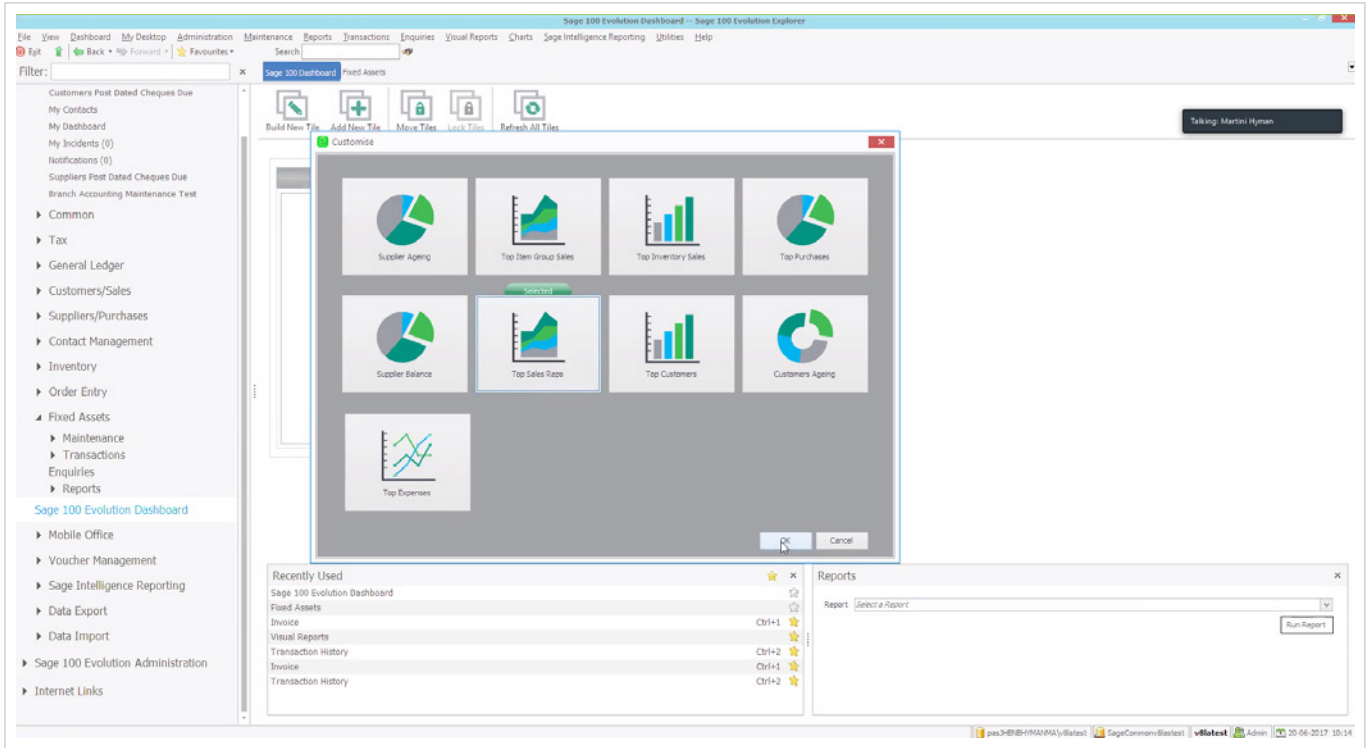 Sage 100 Evolution Dashboard -- Sage 100 Evolution Explorer
File View Dashboard My Desktop Administration Maintenance Reports Transactions Enquiries Visual Reports Charts Sage Intelligence Reporting Utilities Help
Exit Back Forward Favourites Search
Filter: × Sage 100 Dashboard Fixed Assets
Customers Post Dated Cheques Due
My Contacts
My Dashboard
My Incidents (0)
Notifications (0)
Suppliers Post Dated Cheques Due
Branch Accounting Maintenance Test
Common
Tax
General Ledger
Customers/Sales
Suppliers/Purchases
Contact Management
Inventory
Order Entry
Fixed Assets
Maintenance
Transactions
Enquiries
Reports
Sage 100 Evolution Dashboard
Mobile Office
Voucher Management
Sage Intelligence Reporting
Data Export
Data Import
Sage 100 Evolution Administration
Internet Links
Build New Tile Add New Tile Move Tiles Lock Tiles Refresh All Tiles
Talking: Martini Hyman
Customise
Supplier Ageing Top Item Group Sales Top Inventory Sales Top Purchases
Selected
Supplier Balance Top Sales Reps Top Customers Customers Ageing
Top Expenses
OK Cancel
Recently Used
Sage 100 Evolution Dashboard
Fixed Assets
Invoice Ctrl+1
Visual Reports
Transaction History Ctrl+2
Invoice Ctrl+1
Transaction History Ctrl+2
Reports
Report Select a Report
Run Report
v8latest Admin 20-06-2017 10:14